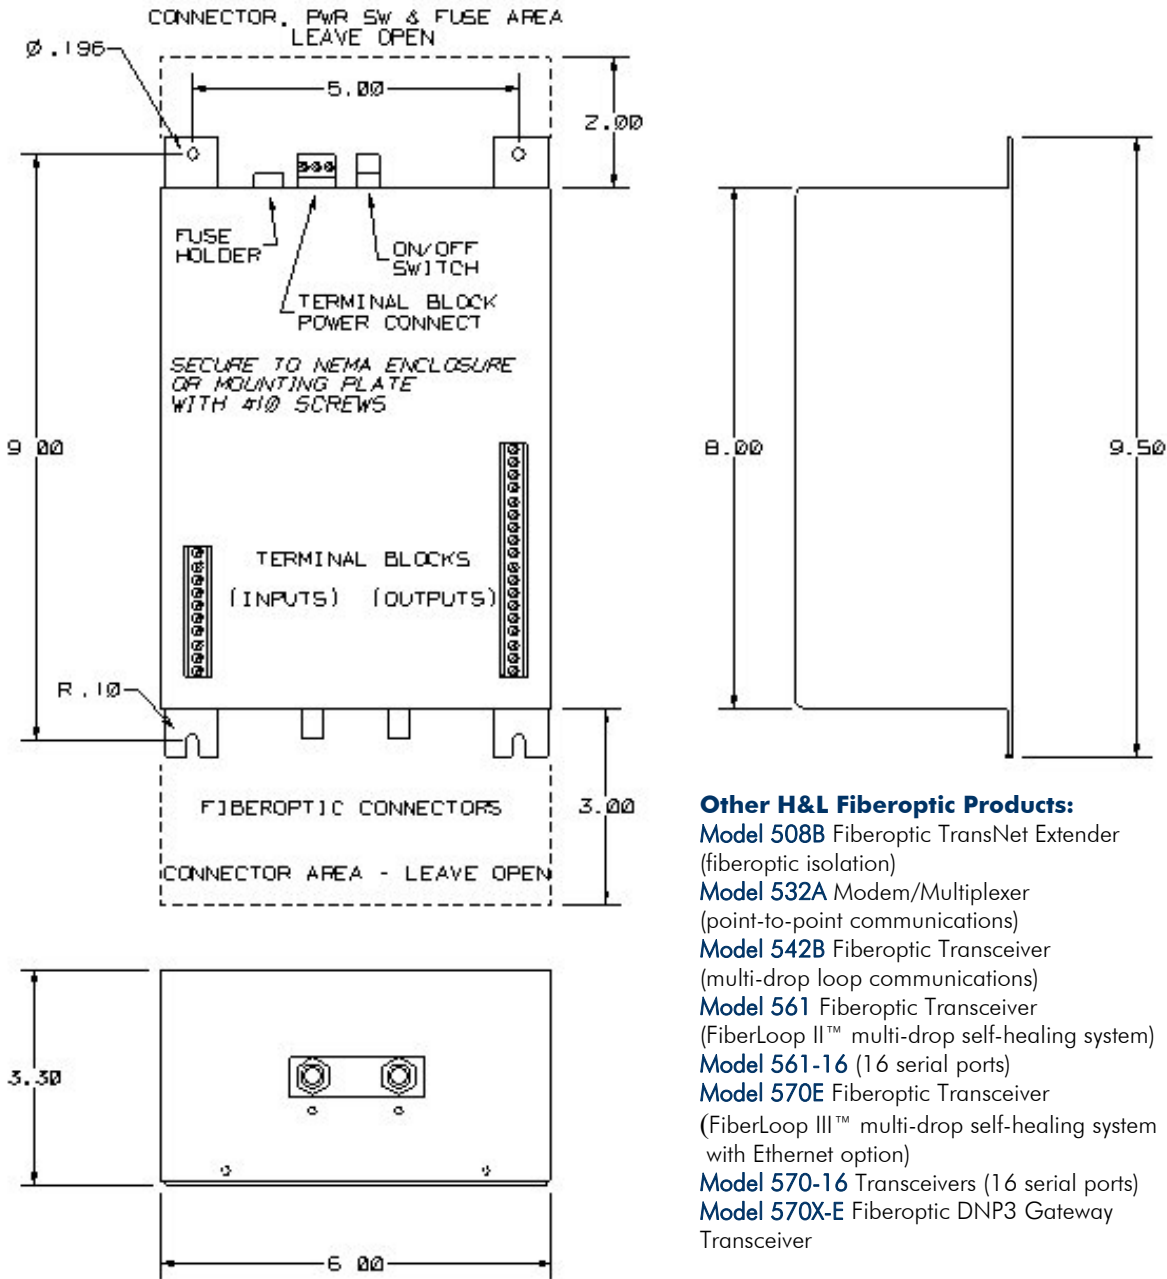 CONNECTOR, PWR SW & FUSE AREA
LEAVE OPEN
Ø.196
5.00
2.00
FUSE
HOLDER
ON/OFF
SWITCH
TERMINAL BLOCK
POWER CONNECT
SECURE TO NEMA ENCLOSURE
OR MOUNTING PLATE
WITH #10 SCREWS
9 00
8.00
9.50
TERMINAL BLOCKS
(INPUTS) (OUTPUTS)
R.10
FIBEROPTIC CONNECTORS
3.00
CONNECTOR AREA - LEAVE OPEN
3.30
6 00
Other H&L Fiberoptic Products:
Model 508B Fiberoptic TransNet Extender
(fiberoptic isolation)
Model 532A Modem/Multiplexer
(point-to-point communications)
Model 542B Fiberoptic Transceiver
(multi-drop loop communications)
Model 561 Fiberoptic Transceiver
(FiberLoop II™ multi-drop self-healing system)
Model 561-16 (16 serial ports)
Model 570E Fiberoptic Transceiver
(FiberLoop III™ multi-drop self-healing system
with Ethernet option)
Model 570-16 Transceivers (16 serial ports)
Model 570X-E Fiberoptic DNP3 Gateway
Transceiver